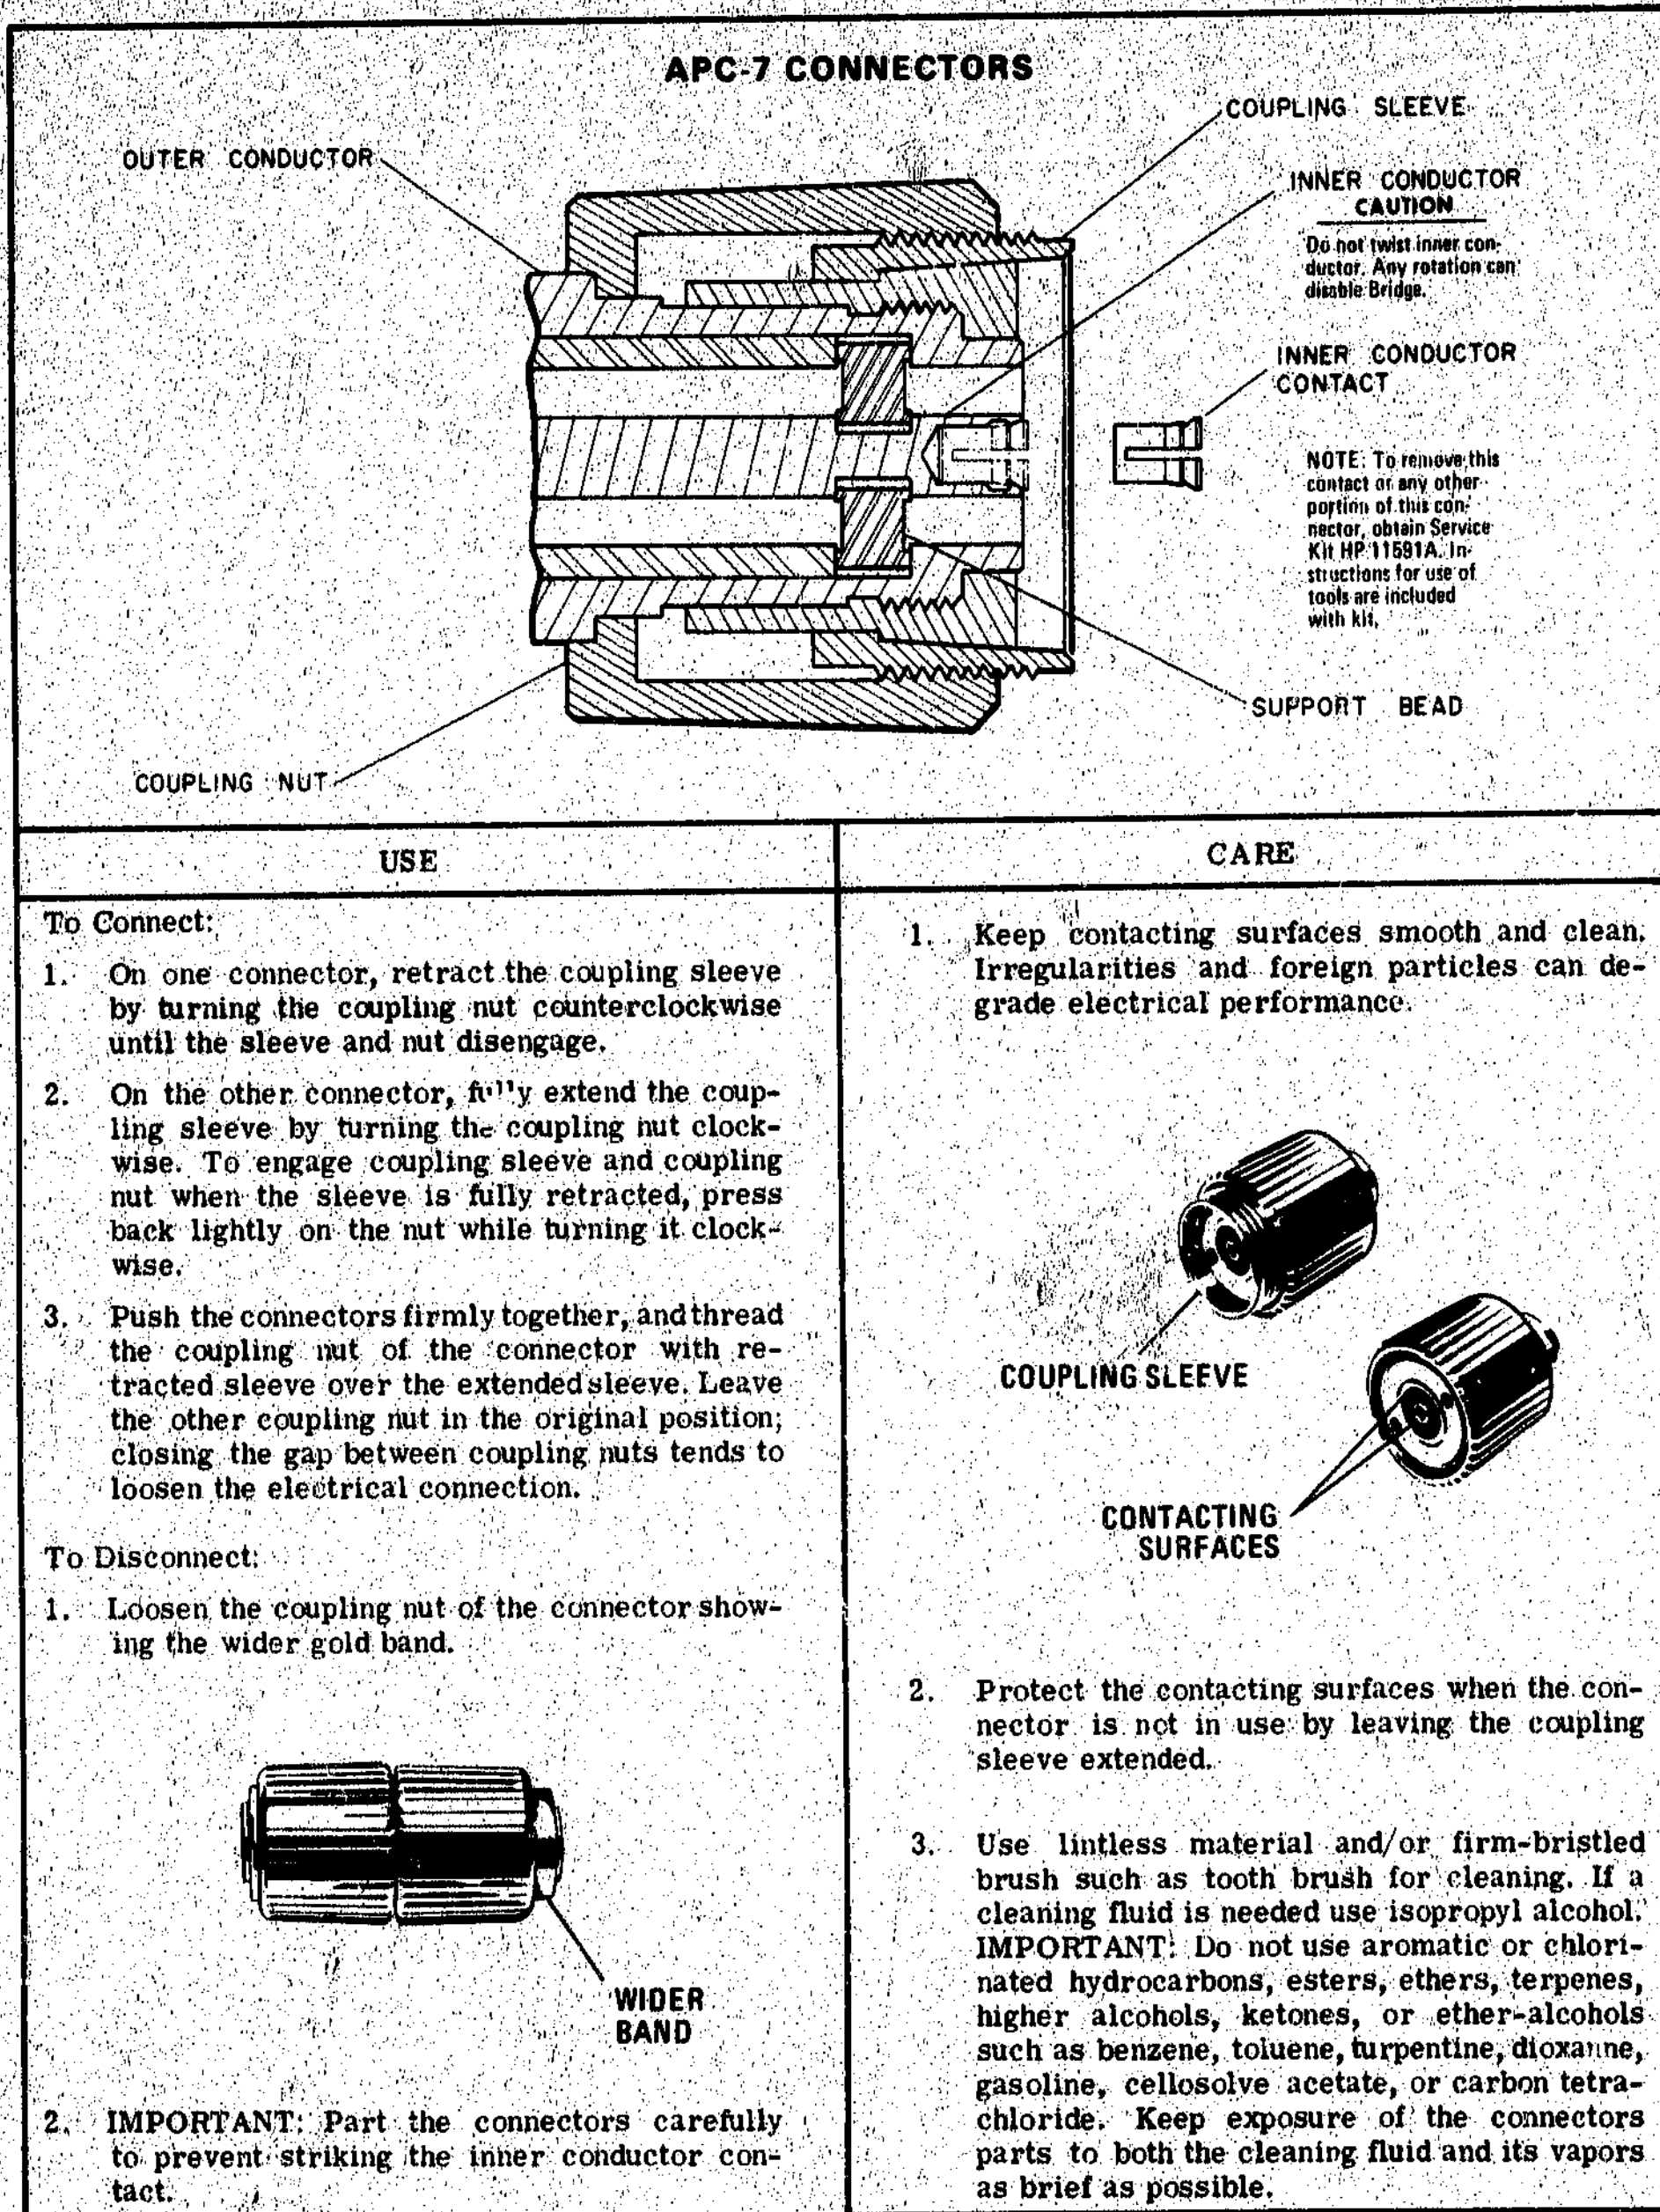 APC-7 CONNECTORS
COUPLING SLEEVE
OUTER CONDUCTOR
INNER CONDUCTOR
CAUTION
Do not twist inner con-
ductor. Any rotation can
disable Bridge.
INNER CONDUCTOR
CONTACT
NOTE: To remove this
contact or any other
portion of this con-
nector, obtain Service
Kit HP 11591A. In-
structions for use of
tools are included
with kit.
SUPPORT BEAD
COUPLING NUT
USE
To Connect:
1. On one connector, retract the coupling sleeve
by turning the coupling nut counterclockwise
until the sleeve and nut disengage.
2. On the other connector, fully extend the coup-
ling sleeve by turning the coupling nut clock-
wise. To engage coupling sleeve and coupling
nut when the sleeve is fully retracted, press
back lightly on the nut while turning it clock-
wise.
3. Push the connectors firmly together, and thread
the coupling nut of the connector with re-
tracted sleeve over the extended sleeve. Leave
the other coupling nut in the original position;
closing the gap between coupling nuts tends to
loosen the electrical connection.
To Disconnect:
1. Loosen the coupling nut of the connector show-
ing the wider gold band.
WIDER
BAND
2. IMPORTANT: Part the connectors carefully
to prevent striking the inner conductor con-
tact.
CARE
1. Keep contacting surfaces smooth and clean.
Irregularities and foreign particles can de-
grade electrical performance.
COUPLING SLEEVE
CONTACTING
SURFACES
2. Protect the contacting surfaces when the con-
nector is not in use by leaving the coupling
sleeve extended.
3. Use lintless material and/or firm-bristled
brush such as tooth brush for cleaning. If a
cleaning fluid is needed use isopropyl alcohol.
IMPORTANT: Do not use aromatic or chlori-
nated hydrocarbons, esters, ethers, terpenes,
higher alcohols, ketones, or ether-alcohols
such as benzene, toluene, turpentine, dioxanne,
gasoline, cellosolve acetate, or carbon tetra-
chloride. Keep exposure of the connectors
parts to both the cleaning fluid and its vapors
as brief as possible.